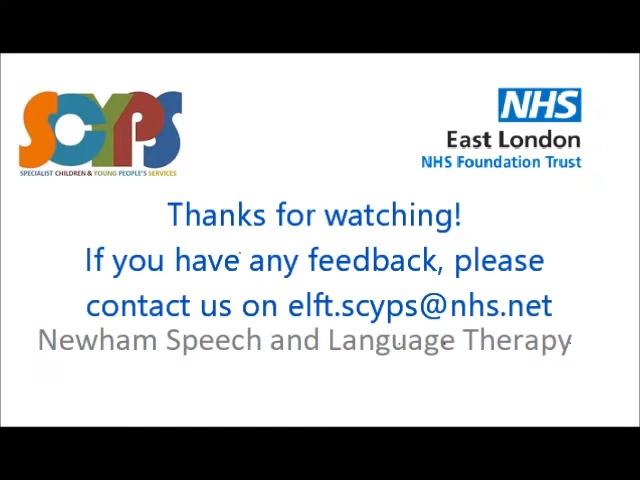 SCYPS
SPECIALIST CHILDREN & YOUNG PEOPLE'S SERVICES
NHS
East London
NHS Foundation Trust
Thanks for watching!
If you have any feedback, please
contact us on elft.scyps@nhs.net
Newham Speech and Language Therapy